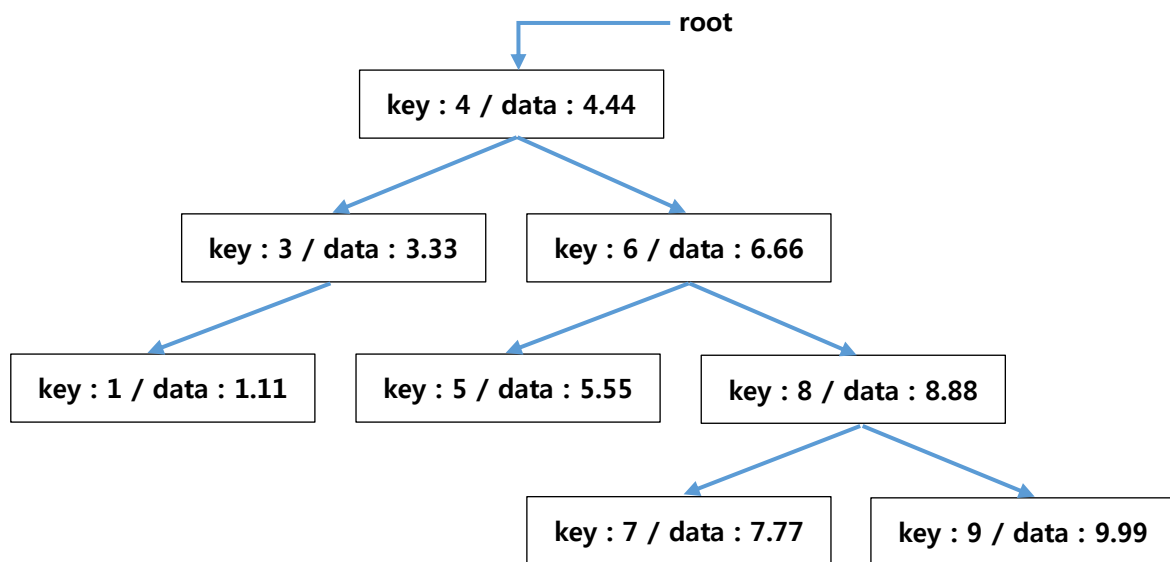 root
key : 4 / data : 4.44
key : 3 / data : 3.33
key : 6 / data : 6.66
key : 1 / data : 1.11
key : 5 / data : 5.55
key : 8 / data : 8.88
key : 7 / data : 7.77
key : 9 / data : 9.99